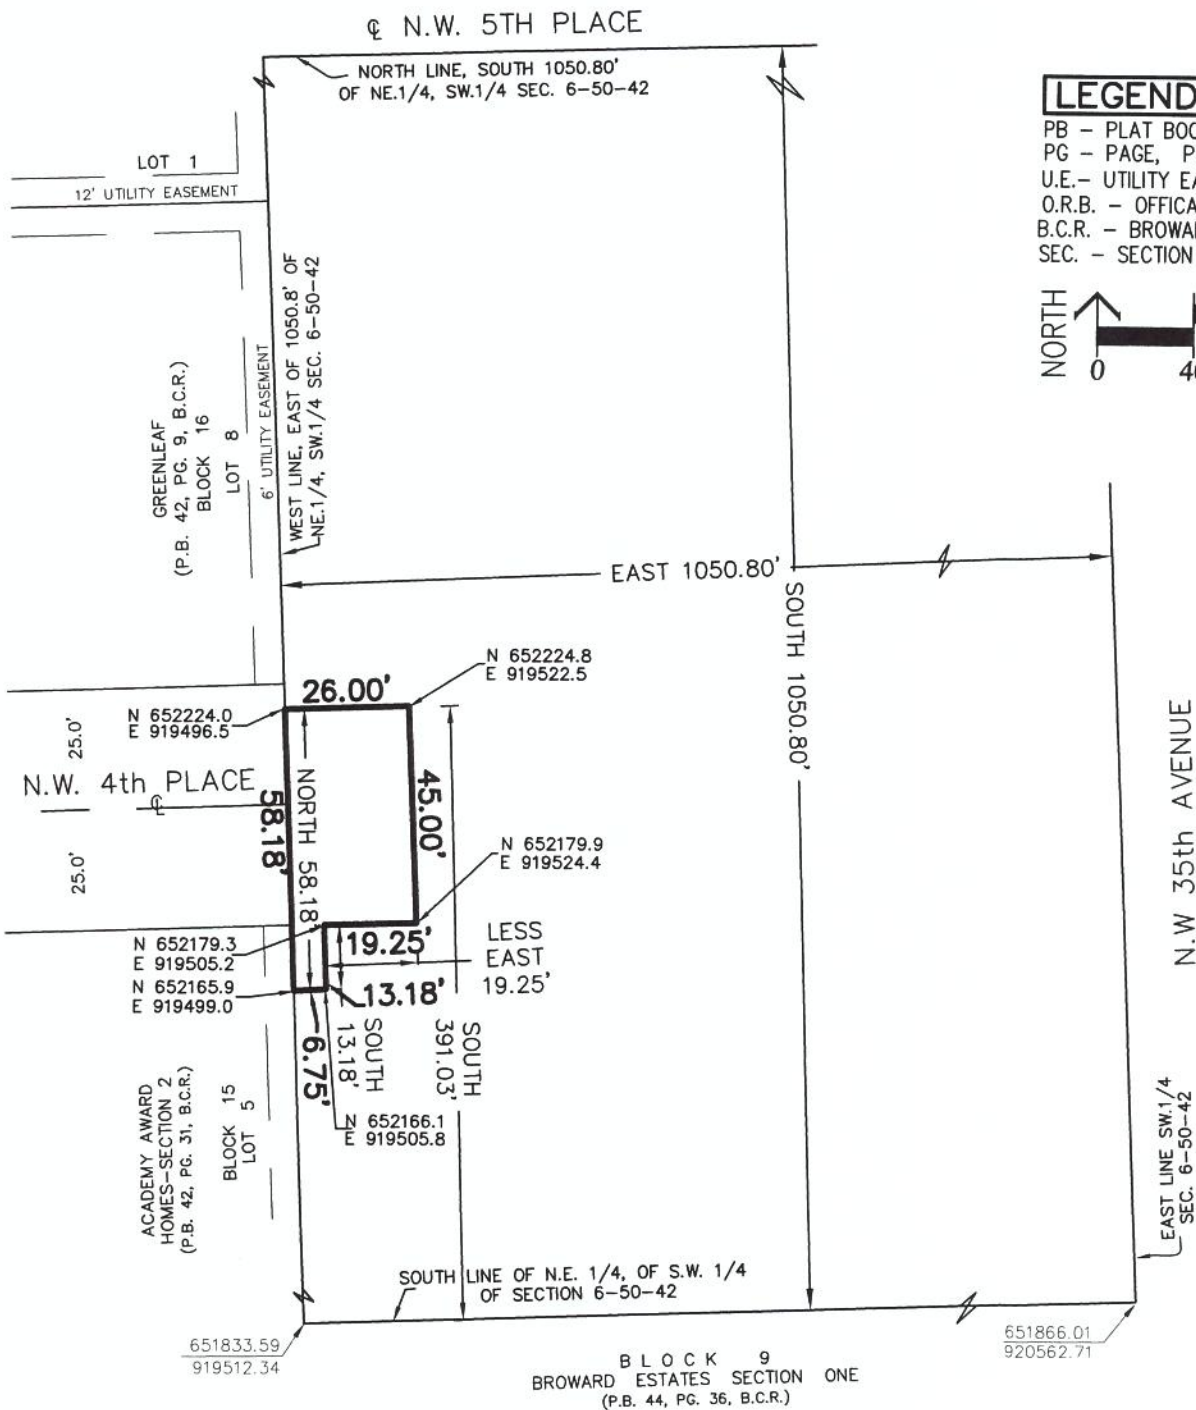 ℄ N.W. 5TH PLACE
NORTH LINE, SOUTH 1050.80'
OF NE.1/4, SW.1/4 SEC. 6-50-42
LEGEND
PB - PLAT BOO
PG - PAGE, P
U.E.- UTILITY EA
O.R.B. - OFFICA
B.C.R. - BROWA
SEC. - SECTION
NORTH
0
LOT 1
12' UTILITY EASEMENT
WEST LINE, EAST OF 1050.8' OF
NE.1/4, SW.1/4 SEC. 6-50-42
6' UTILITY EASEMENT
GREENLEAF
(P.B. 42, PG. 9, B.C.R.)
BLOCK 16
LOT 8
EAST 1050.80'
SOUTH 1050.80'
N 652224.8
E 919522.5
26.00'
N 652224.0
E 919496.5
25.0'
N.W. 4th PLACE
℄
25.0'
58.18'
NORTH 58.18'
45.00'
N 652179.9
E 919524.4
N.W 35th AVENUE
N 652179.3
E 919505.2
N 652165.9
E 919499.0
19.25'
LESS
EAST
19.25'
13.18'
6.75'
SOUTH
13.18'
SOUTH
391.03'
N 652166.1
E 919505.8
ACADEMY AWARD
HOMES-SECTION 2
(P.B. 42, PG. 31, B.C.R.)
BLOCK 15
LOT 5
EAST LINE SW.1/4
SEC. 6-50-42
SOUTH LINE OF N.E. 1/4, OF S.W. 1/4
OF SECTION 6-50-42
651833.59
919512.34
651866.01
920562.71
BLOCK 9
BROWARD ESTATES SECTION ONE
(P.B. 44, PG. 36, B.C.R.)